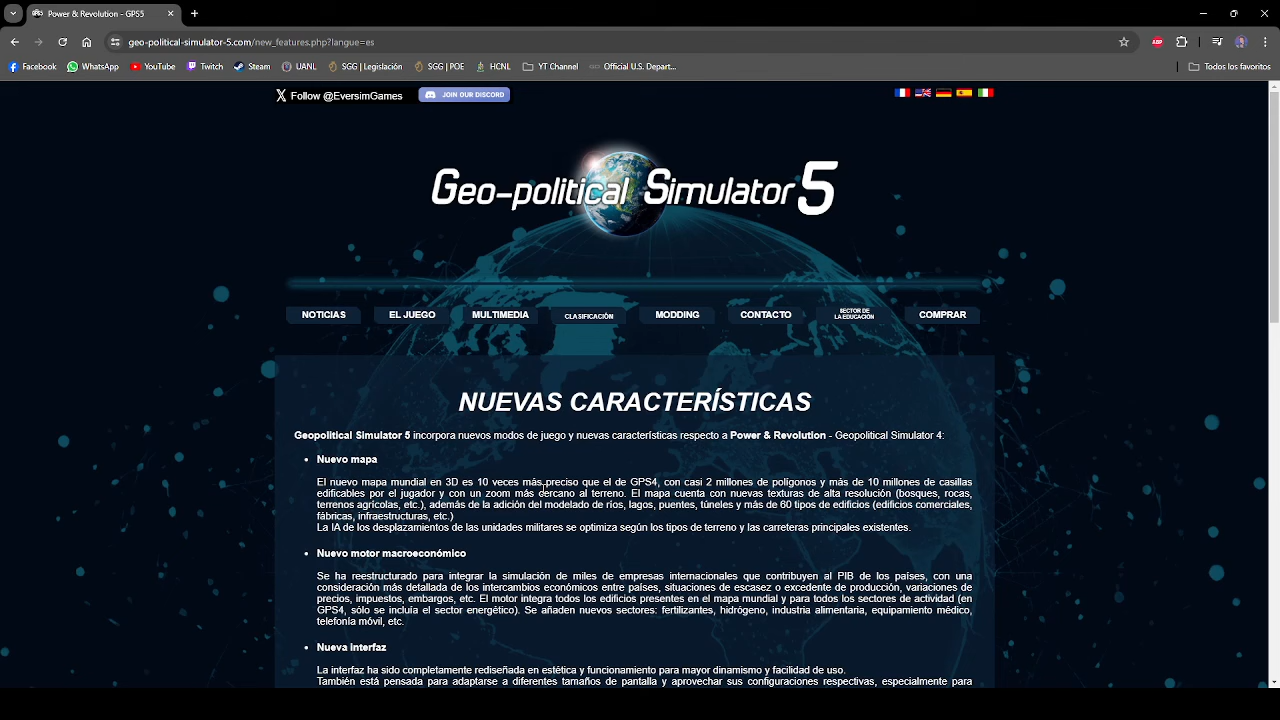 Power & Revolution - GPS5
geo-political-simulator-5.com/new_features.php?langue=es
Facebook WhatsApp YouTube Twitch Steam UANL SGG | Legislación SGG | POE HCNL YT Channel Official U.S. Depart... Todos los favoritos
Follow @EversimGames JOIN OUR DISCORD
Geo-political Simulator 5
NOTICIAS EL JUEGO MULTIMEDIA CLASIFICACIÓN MODDING CONTACTO SECTOR DE LA EDUCACIÓN COMPRAR
NUEVAS CARACTERÍSTICAS
Geopolitical Simulator 5 incorpora nuevos modos de juego y nuevas características respecto a Power & Revolution - Geopolitical Simulator 4:
• Nuevo mapa
El nuevo mapa mundial en 3D es 10 veces más preciso que el de GPS4, con casi 2 millones de polígonos y más de 10 millones de casillas
edificables por el jugador y con un zoom más cercano al terreno. El mapa cuenta con nuevas texturas de alta resolución (bosques, rocas,
terrenos agrícolas, etc.), además de la adición del modelado de ríos, lagos, puentes, túneles y más de 60 tipos de edificios (edificios comerciales,
fábricas, infraestructuras, etc.)
La IA de los desplazamientos de las unidades militares se optimiza según los tipos de terreno y las carreteras principales existentes.
• Nuevo motor macroeconómico
Se ha reestructurado para integrar la simulación de miles de empresas internacionales que contribuyen al PIB de los países, con una
consideración más detallada de los intercambios económicos entre países, situaciones de escasez o excedente de producción, variaciones de
precios, impuestos, embargos, etc. El motor integra todos los edificios presentes en el mapa mundial y para todos los sectores de actividad (en
GPS4, sólo se incluía el sector energético). Se añaden nuevos sectores: fertilizantes, hidrógeno, industria alimentaria, equipamiento médico,
telefonía móvil, etc.
• Nueva interfaz
La interfaz ha sido completamente rediseñada en estética y funcionamiento para mayor dinamismo y facilidad de uso.
También está pensada para adaptarse a diferentes tamaños de pantalla y aprovechar sus configuraciones respectivas, especialmente para